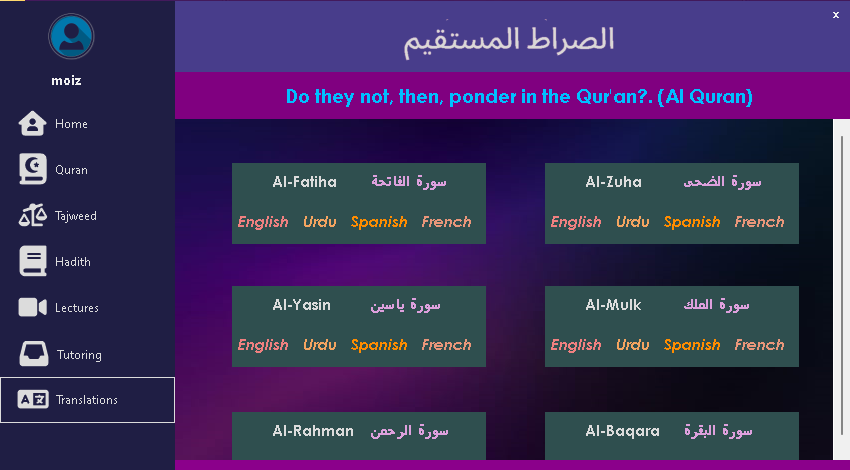 x
الصراط المستقيم
moiz
Do they not, then, ponder in the Qur'an?. (Al Quran)
Home
Quran
Tajweed
Hadith
Lectures
Tutoring
Translations
Al-Fatiha سورة الفاتحة
English Urdu Spanish French
Al-Zuha سورة الضحى
English Urdu Spanish French
Al-Yasin سورة ياسين
English Urdu Spanish French
Al-Mulk سورة الملك
English Urdu Spanish French
Al-Rahman سورة الرحمن
Al-Baqara سورة البقرة